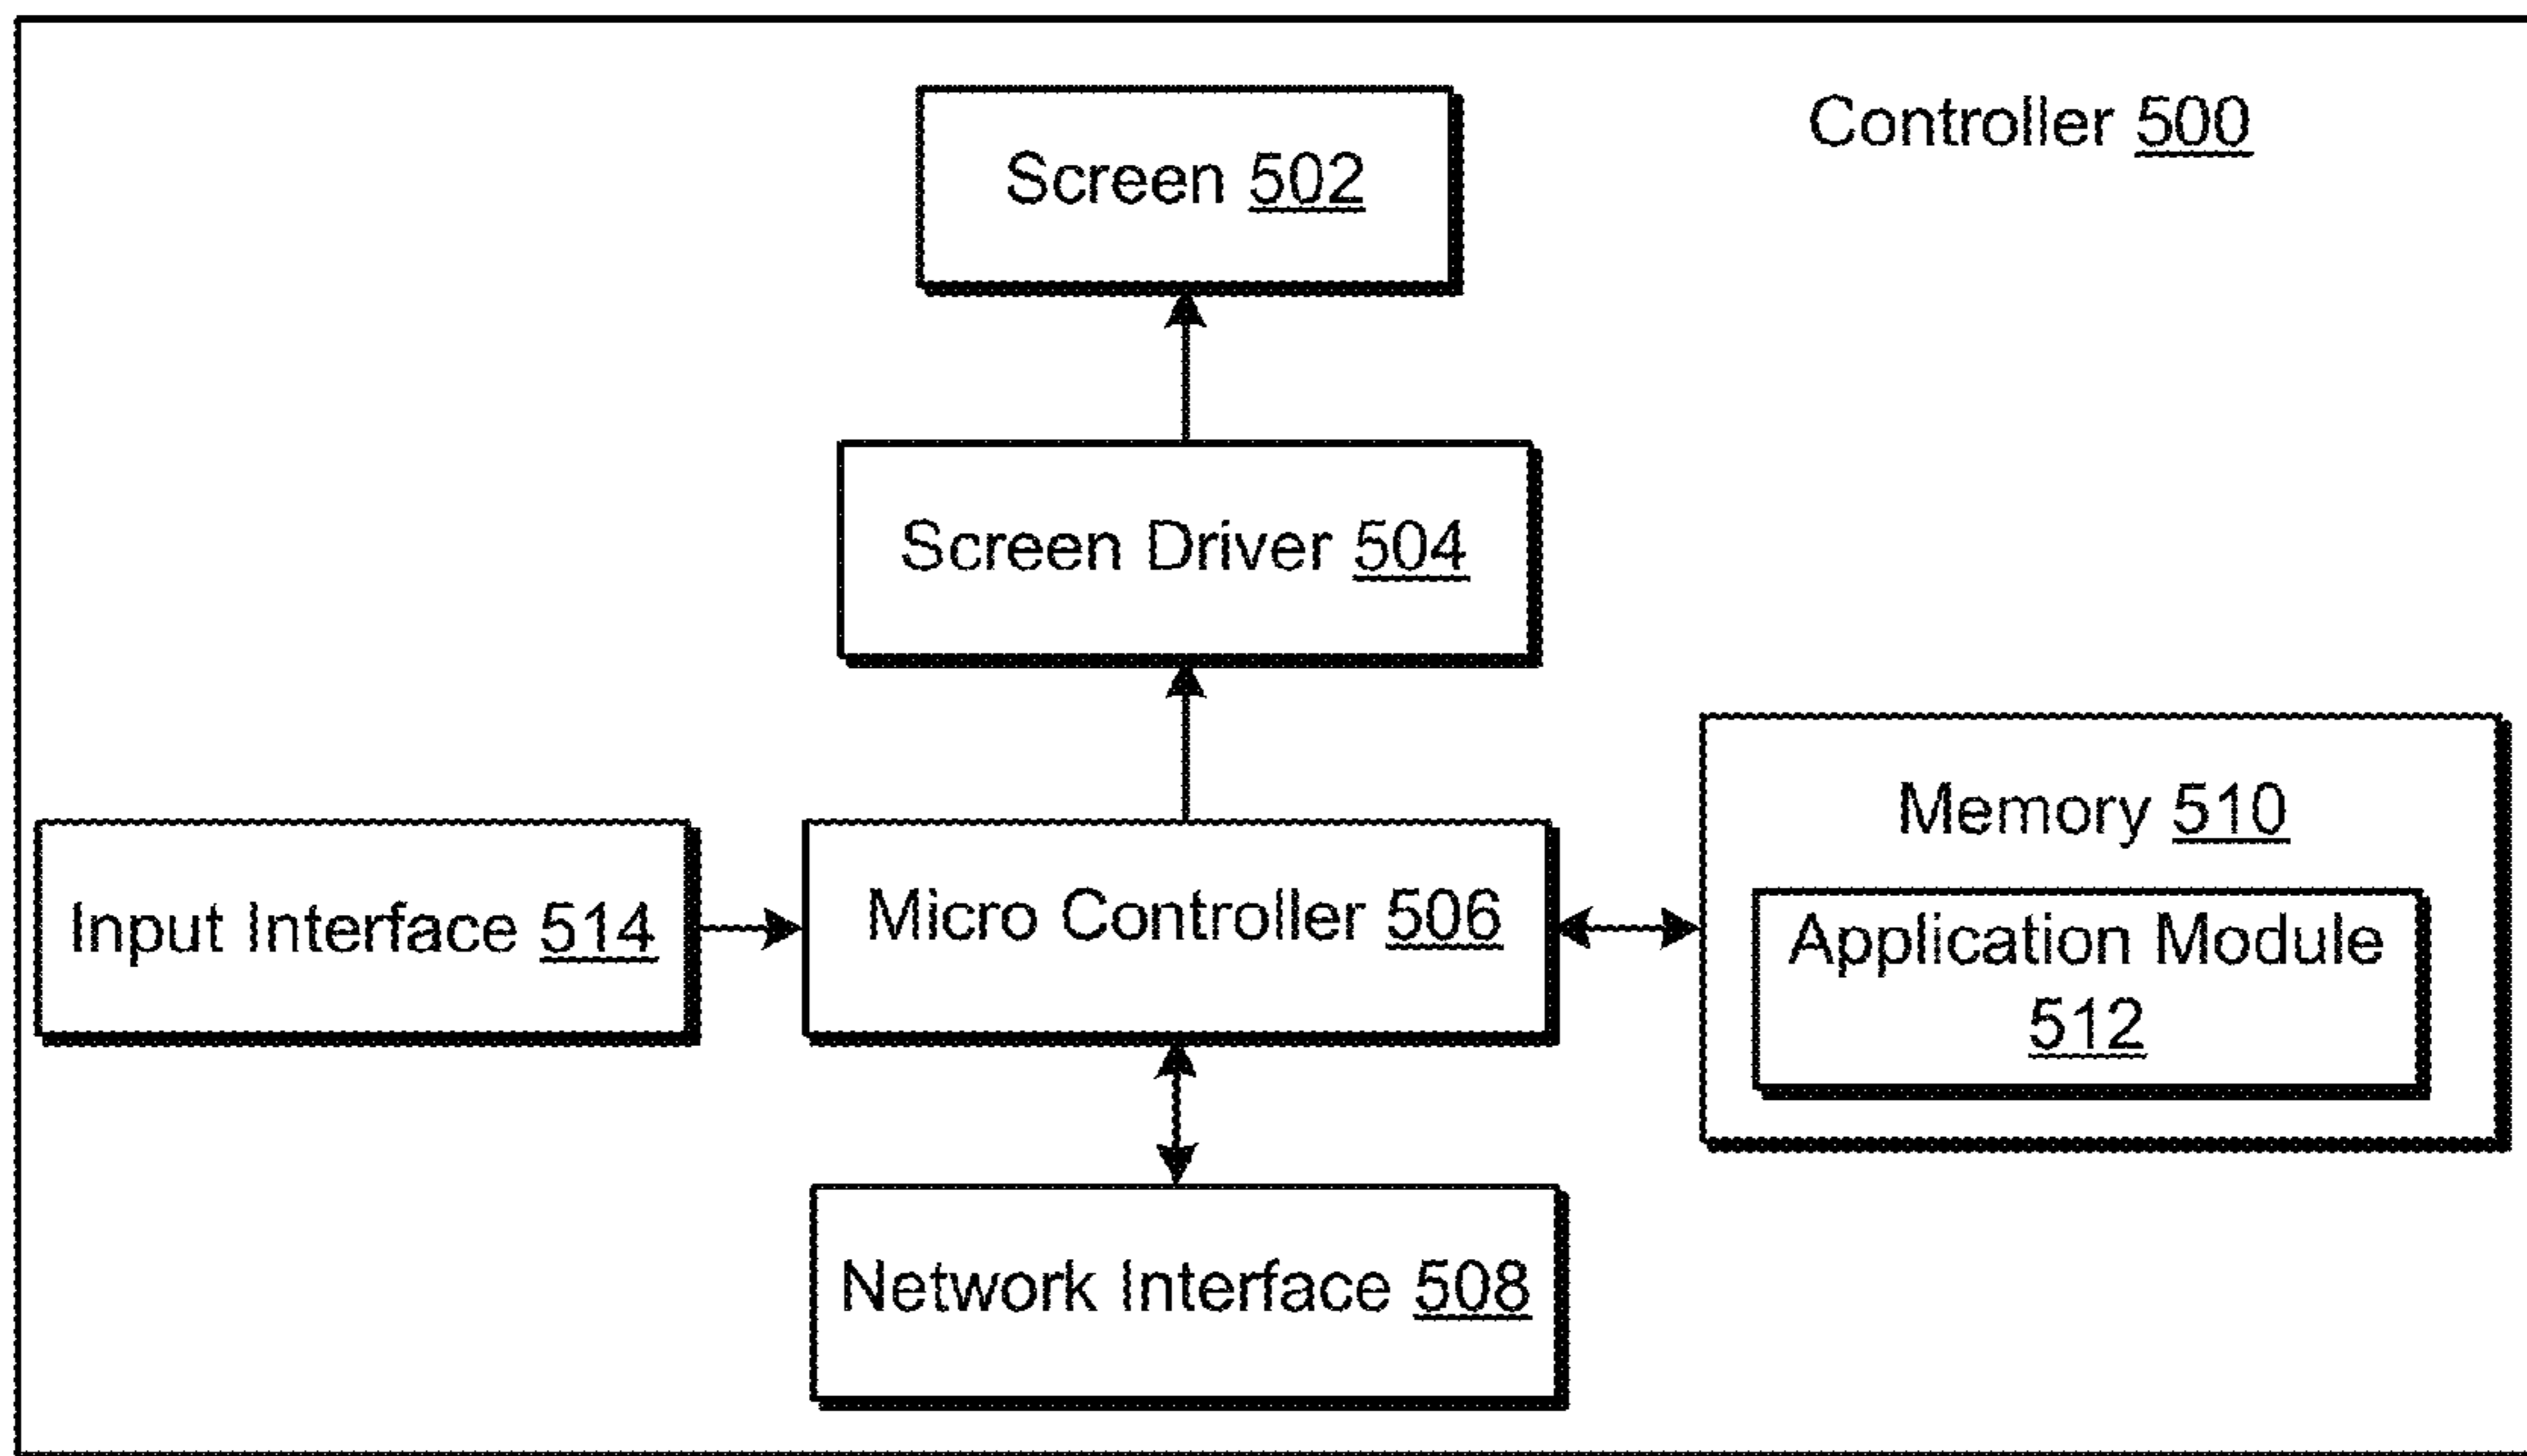 Controller 500
Screen 502
Screen Driver 504
Memory 510
Input Interface 514
Micro Controller 506
Application Module
512
Network Interface 508